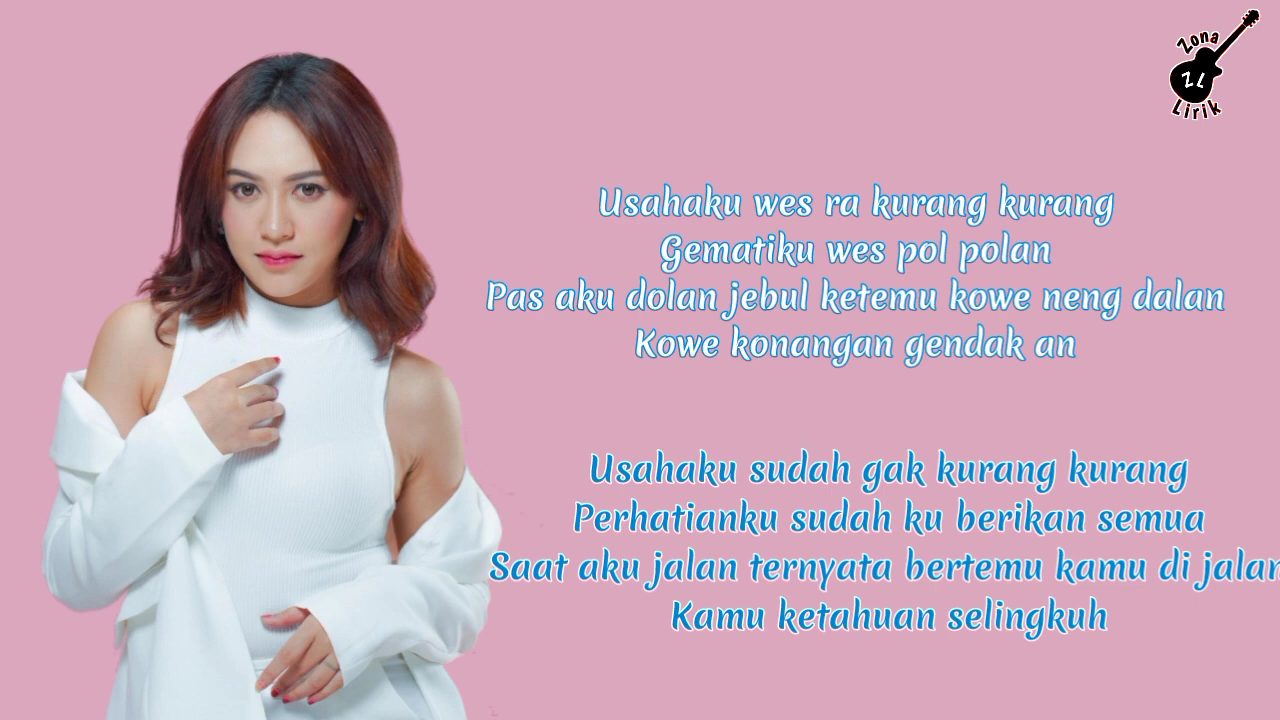 Zona
ZL
Lirik
Usahaku wes ra kurang kurang
Gematiku wes pol polan
Pas aku dolan jebul ketemu kowe neng dalan
Kowe konangan gendak an
Usahaku sudah gak kurang kurang
Perhatianku sudah ku berikan semua
Saat aku jalan ternyata bertemu kamu di jalan
Kamu ketahuan selingkuh